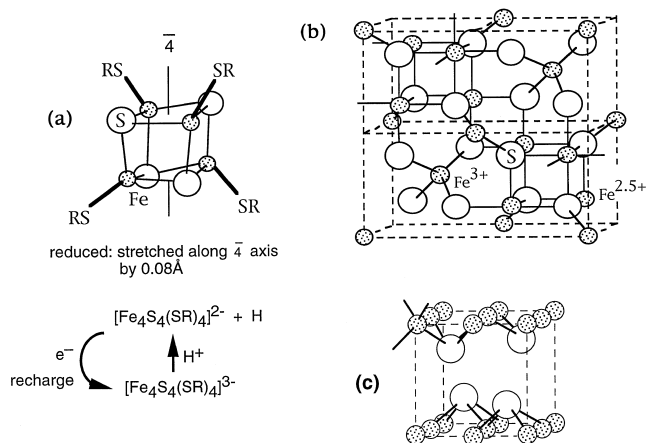 (a)
4̅
RS
SR
S
Fe
RS
SR
reduced: stretched along 4̅ axis
by 0.08Å
[Fe₄S₄(SR)₄]²⁻ + H
e⁻
H⁺
recharge
[Fe₄S₄(SR)₄]³⁻
(b)
S
Fe³⁺
Fe²·⁵⁺
(c)